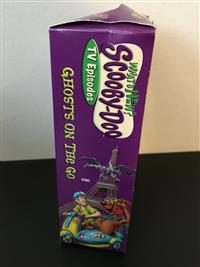 WHAT'S NEW?
SCOOBY-DOO!
TV Episodes
GHOSTS ON THE GO